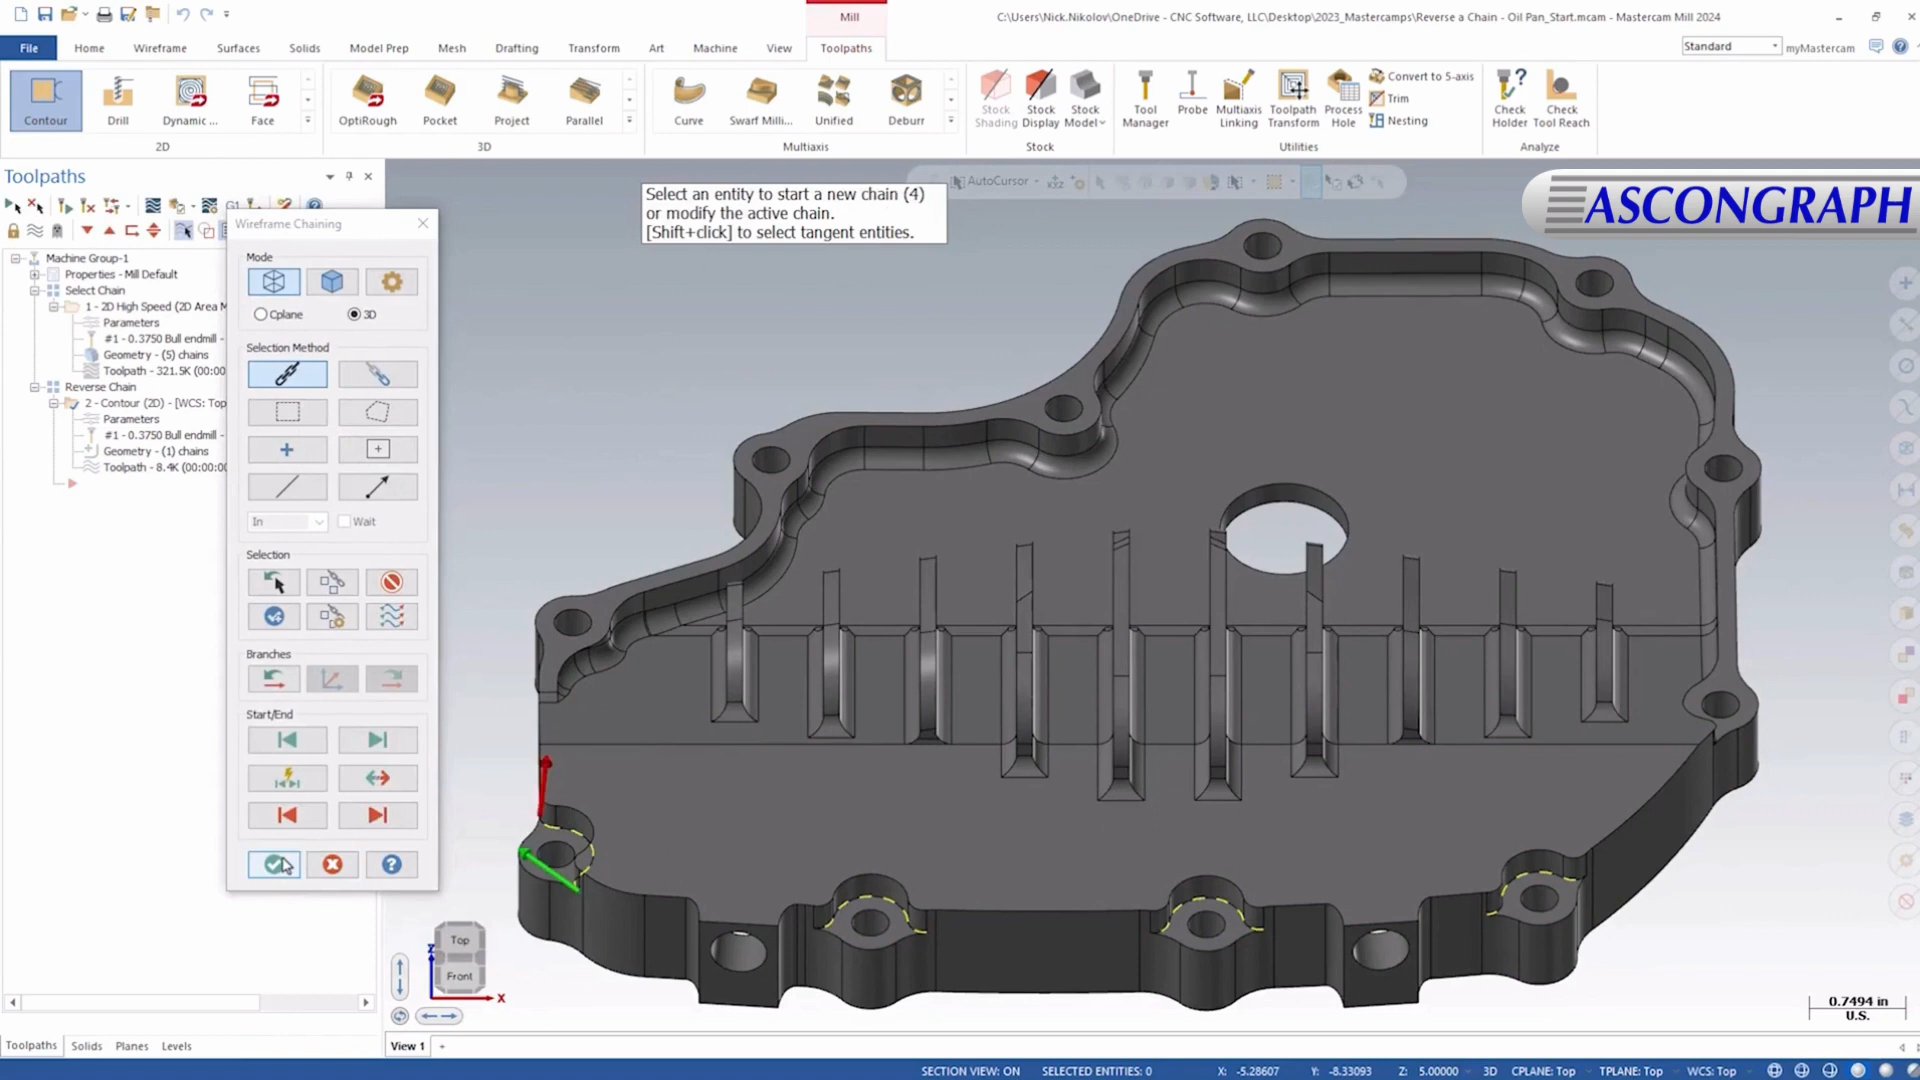 Mill
C:\Users\Nick.Nikolov\OneDrive - CNC Software, LLC\Desktop\2023_Mastercamps\Reverse a Chain - Oil Pan_Start.mcam - Mastercam Mill 2024
File Home Wireframe Surfaces Solids Model Prep Mesh Drafting Transform Art Machine View Toolpaths
Standard myMastercam
Contour Drill Dynamic ... Face
2D
OptiRough Pocket Project Parallel
3D
Curve Swarf Milli... Unified Deburr
Multiaxis
Stock Shading Stock Display Stock Model
Stock
Tool Manager Probe Multiaxis Linking Toolpath Transform Process Hole
Convert to 5-axis
Trim
Nesting
Utilities
Check Holder Check Tool Reach
Analyze
Toolpaths
AutoCursor
ASCONGRAPH
Select an entity to start a new chain (4)
or modify the active chain.
[Shift+click] to select tangent entities.
G1
Machine Group-1
Properties - Mill Default
Select Chain
1 - 2D High Speed (2D Area M
Parameters
#1 - 0.3750 Bull endmill -
Geometry - (5) chains
Toolpath - 321.5K (00:00
Reverse Chain
2 - Contour (2D) - [WCS: Top
Parameters
#1 - 0.3750 Bull endmill -
Geometry - (1) chains
Toolpath - 8.4K (00:00:00
Wireframe Chaining
Mode
Cplane 3D
Selection Method
In Wait
Selection
Branches
Start/End
Top
Front
Z
X
0.7494 in
U.S.
Toolpaths Solids Planes Levels
View 1 +
SECTION VIEW: ON SELECTED ENTITIES: 0 X: -5.28607 Y: -8.33093 Z: 5.00000 3D CPLANE: Top TPLANE: Top WCS: Top